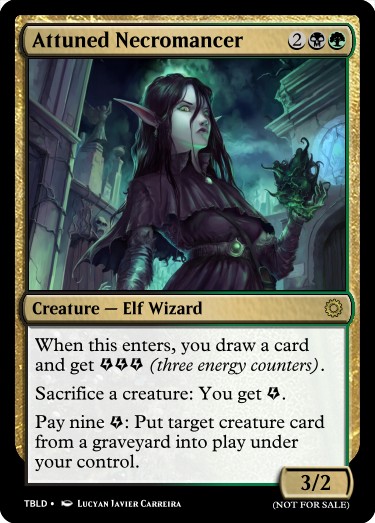 Attuned Necromancer 2
Creature — Elf Wizard
When this enters, you draw a card
and get (three energy counters).
Sacrifice a creature: You get .
Pay nine : Put target creature card
from a graveyard into play under
your control.
3/2
TBLD • Lucyan Javier Carreira
(NOT FOR SALE)